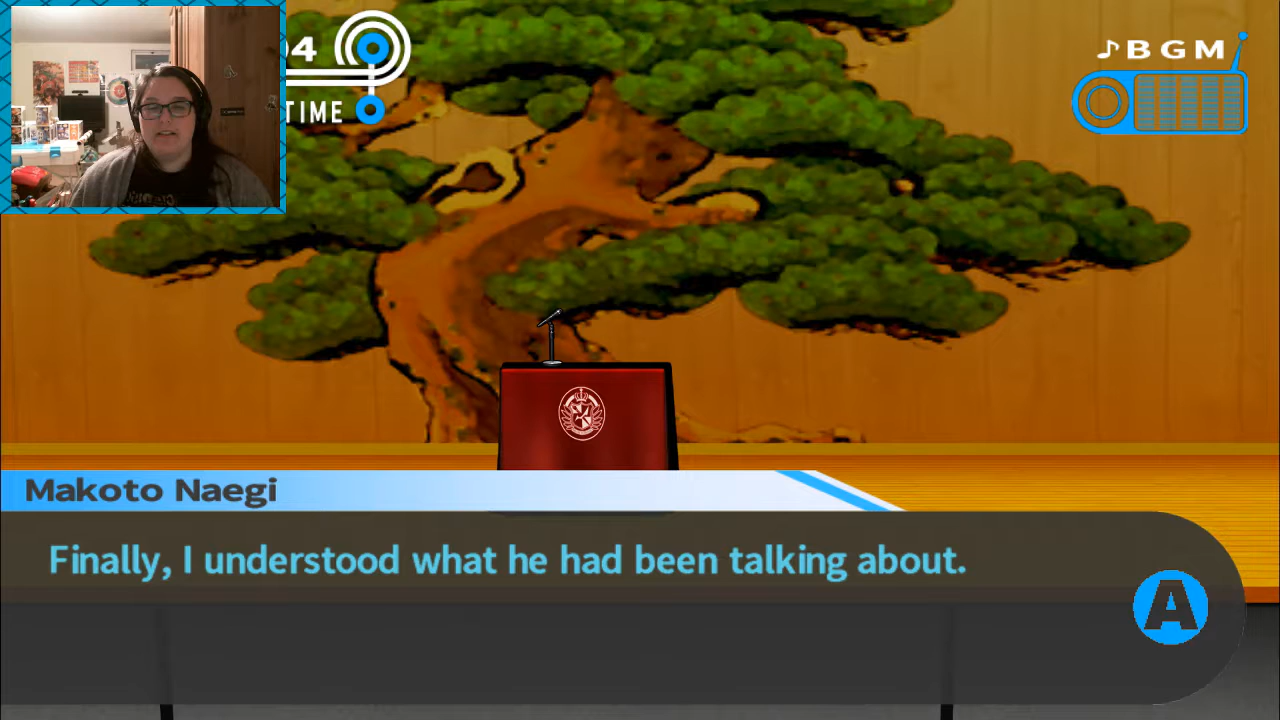 04
TIME
♪BGM
Makoto Naegi
Finally, I understood what he had been talking about.
A